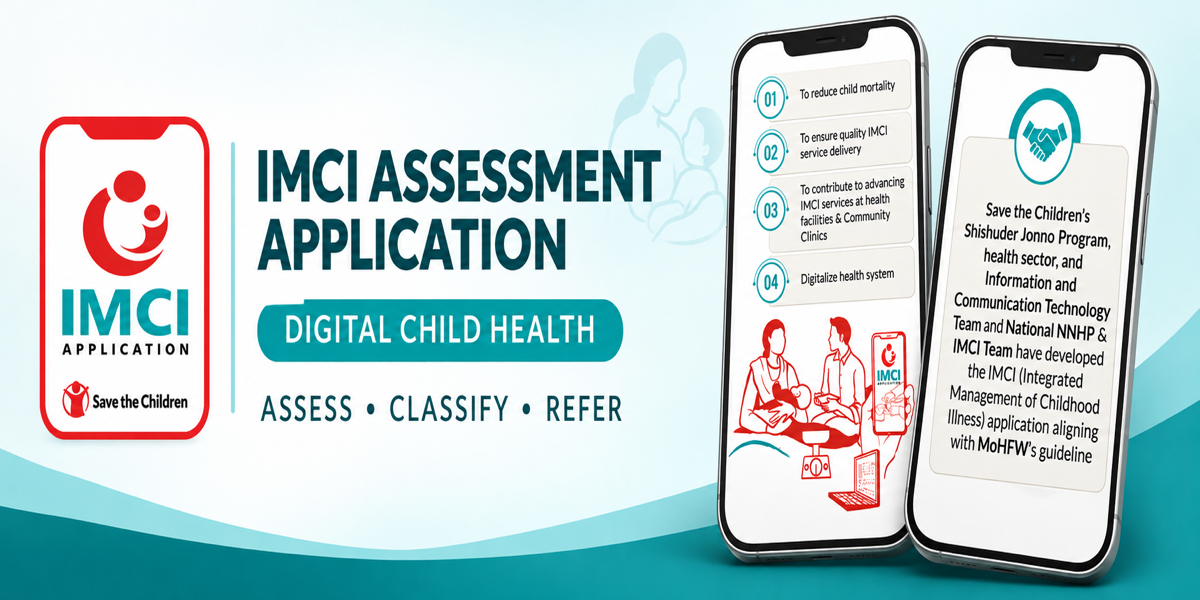 IMCI
APPLICATION
Save the Children
IMCI ASSESSMENT
APPLICATION
DIGITAL CHILD HEALTH
ASSESS • CLASSIFY • REFER
01
To reduce child mortality
02
To ensure quality IMCI
service delivery
03
To contribute to advancing
IMCI services at health
facilities & Community
Clinics
04
Digitalize health system
IMCI
APPLICATION
Save the Children's
Shishuder Jonno Program,
health sector, and
Information and
Communication Technology
Team and National NNHP &
IMCI Team have developed
the IMCI (Integrated
Management of Childhood
Illness) application aligning
with MoHFW's guideline